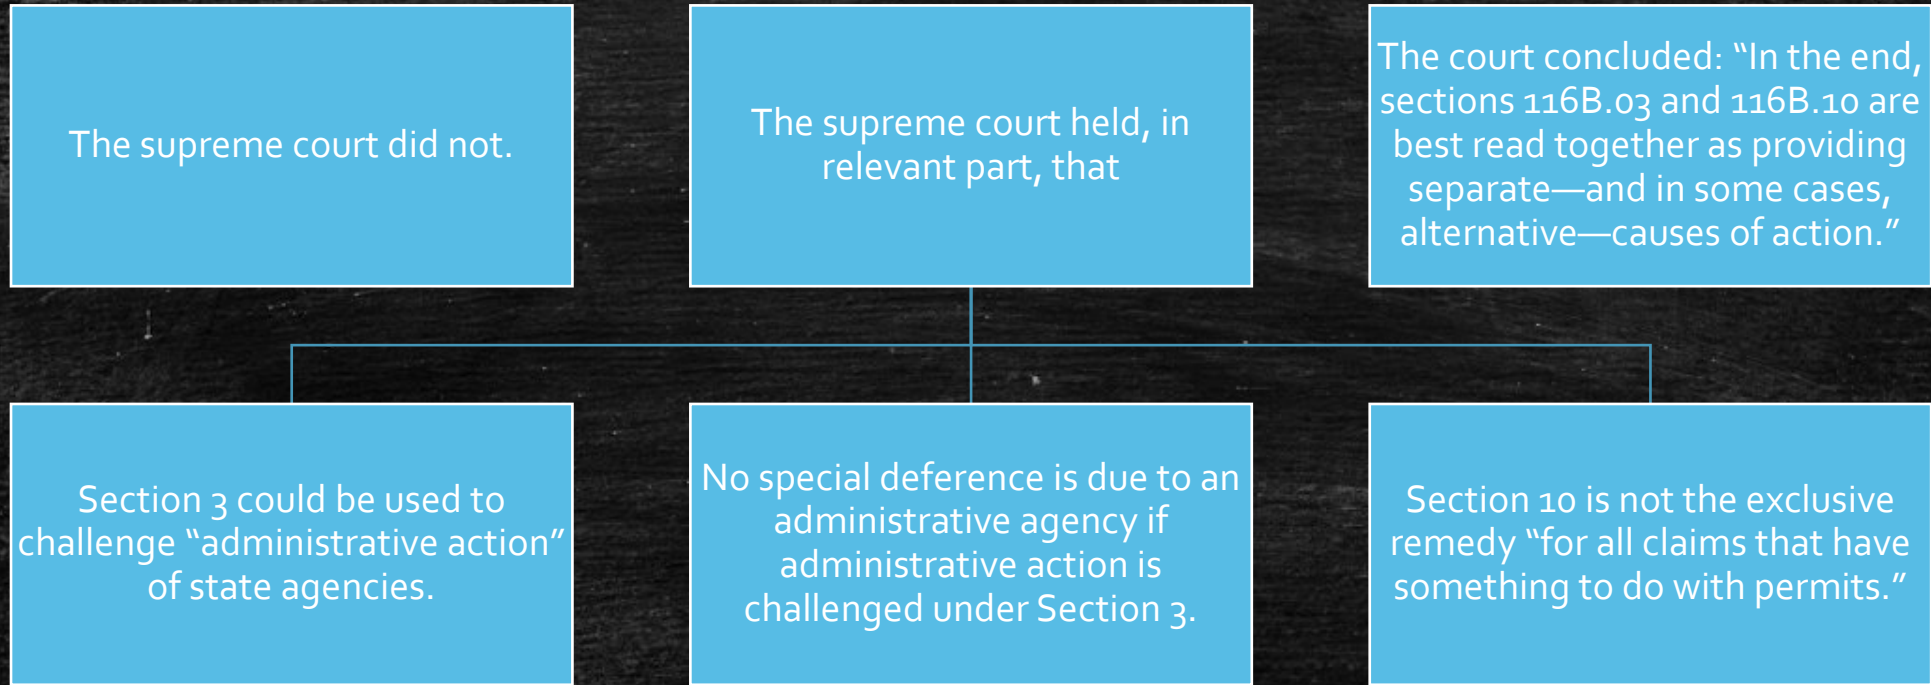 The supreme court did not.
The supreme court held, in
relevant part, that
The court concluded: “In the end,
sections 116B.03 and 116B.10 are
best read together as providing
separate—and in some cases,
alternative—causes of action.”
Section 3 could be used to
challenge “administrative action”
of state agencies.
No special deference is due to an
administrative agency if
administrative action is
challenged under Section 3.
Section 10 is not the exclusive
remedy “for all claims that have
something to do with permits.”